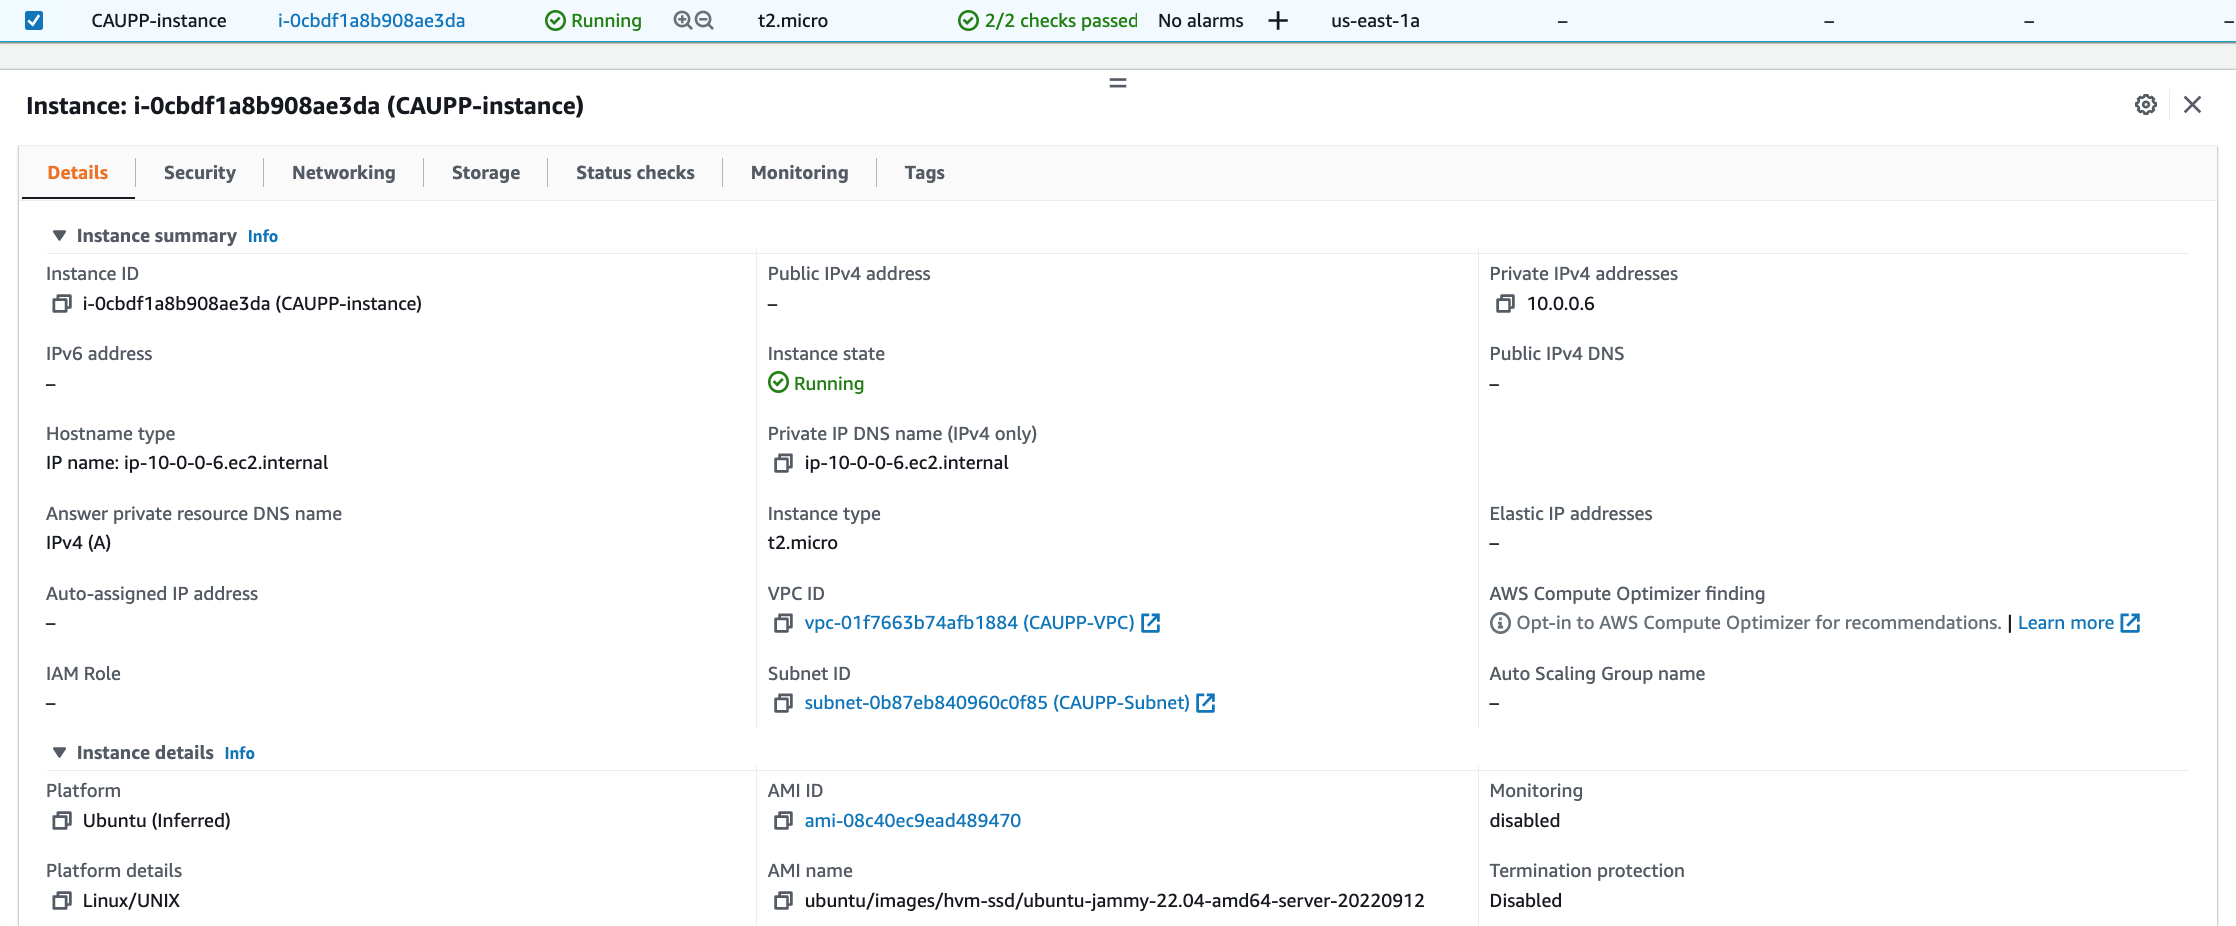 CAUPP-instance i-0cbdf1a8b908ae3da Running t2.micro 2/2 checks passed No alarms + us-east-1a – – – –
Instance: i-0cbdf1a8b908ae3da (CAUPP-instance)
Details Security Networking Storage Status checks Monitoring Tags
Instance summary Info
Instance ID Public IPv4 address Private IPv4 addresses
i-0cbdf1a8b908ae3da (CAUPP-instance) – 10.0.0.6
IPv6 address Instance state Public IPv4 DNS
– Running –
Hostname type Private IP DNS name (IPv4 only)
IP name: ip-10-0-0-6.ec2.internal ip-10-0-0-6.ec2.internal
Answer private resource DNS name Instance type Elastic IP addresses
IPv4 (A) t2.micro –
Auto-assigned IP address VPC ID AWS Compute Optimizer finding
– vpc-01f7663b74afb1884 (CAUPP-VPC) Opt-in to AWS Compute Optimizer for recommendations. | Learn more
IAM Role Subnet ID Auto Scaling Group name
– subnet-0b87eb840960c0f85 (CAUPP-Subnet) –
Instance details Info
Platform AMI ID Monitoring
Ubuntu (Inferred) ami-08c40ec9ead489470 disabled
Platform details AMI name Termination protection
Linux/UNIX ubuntu/images/hvm-ssd/ubuntu-jammy-22.04-amd64-server-20220912 Disabled